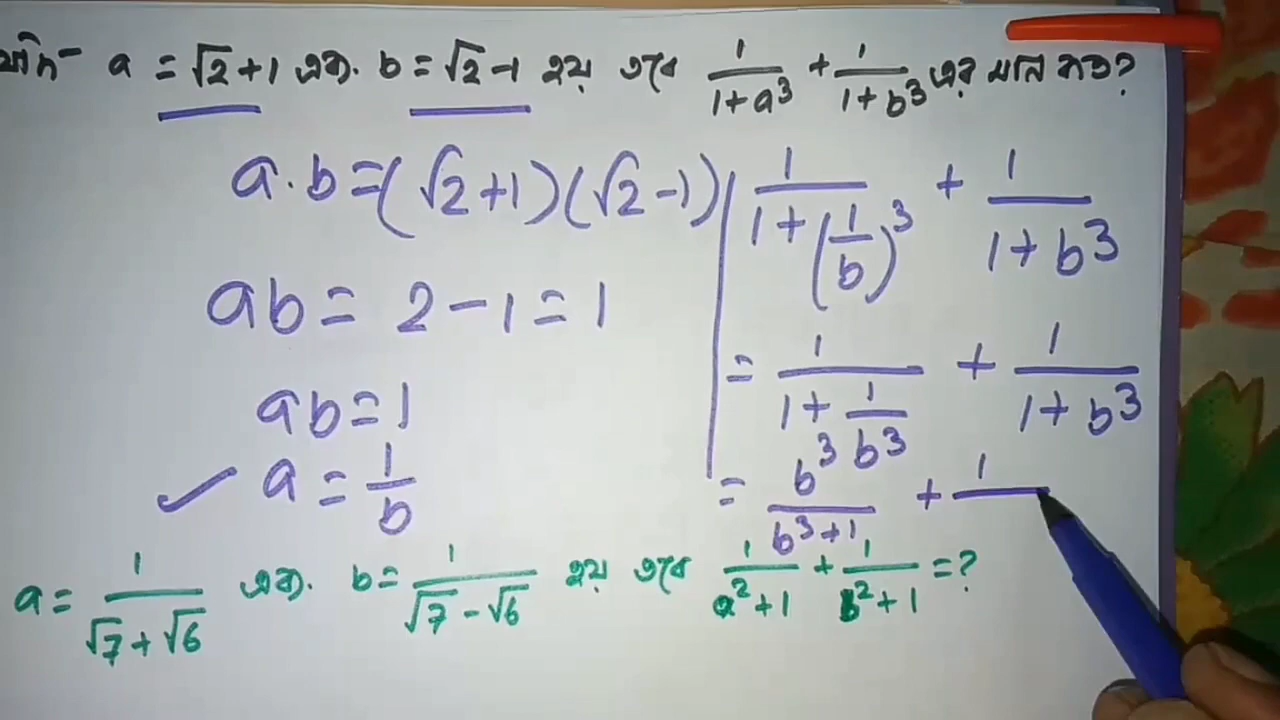 যদি a = √2 + 1 এবং b = √2 - 1 হয় তবে 1/(1+a³) + 1/(1+b³) এর মান কত?
a . b = (√2 + 1)(√2 - 1)
ab = 2 - 1 = 1
ab = 1
✓ a = 1/b
1/(1+(1/b)³) + 1/(1+b³)
= 1/(1+1/b³) + 1/(1+b³)
= b³/(b³+1) + 1/
a = 1/(√7+√6) এবং b = 1/(√7-√6) হয় তবে 1/(a²+1) + 1/(b²+1) = ?